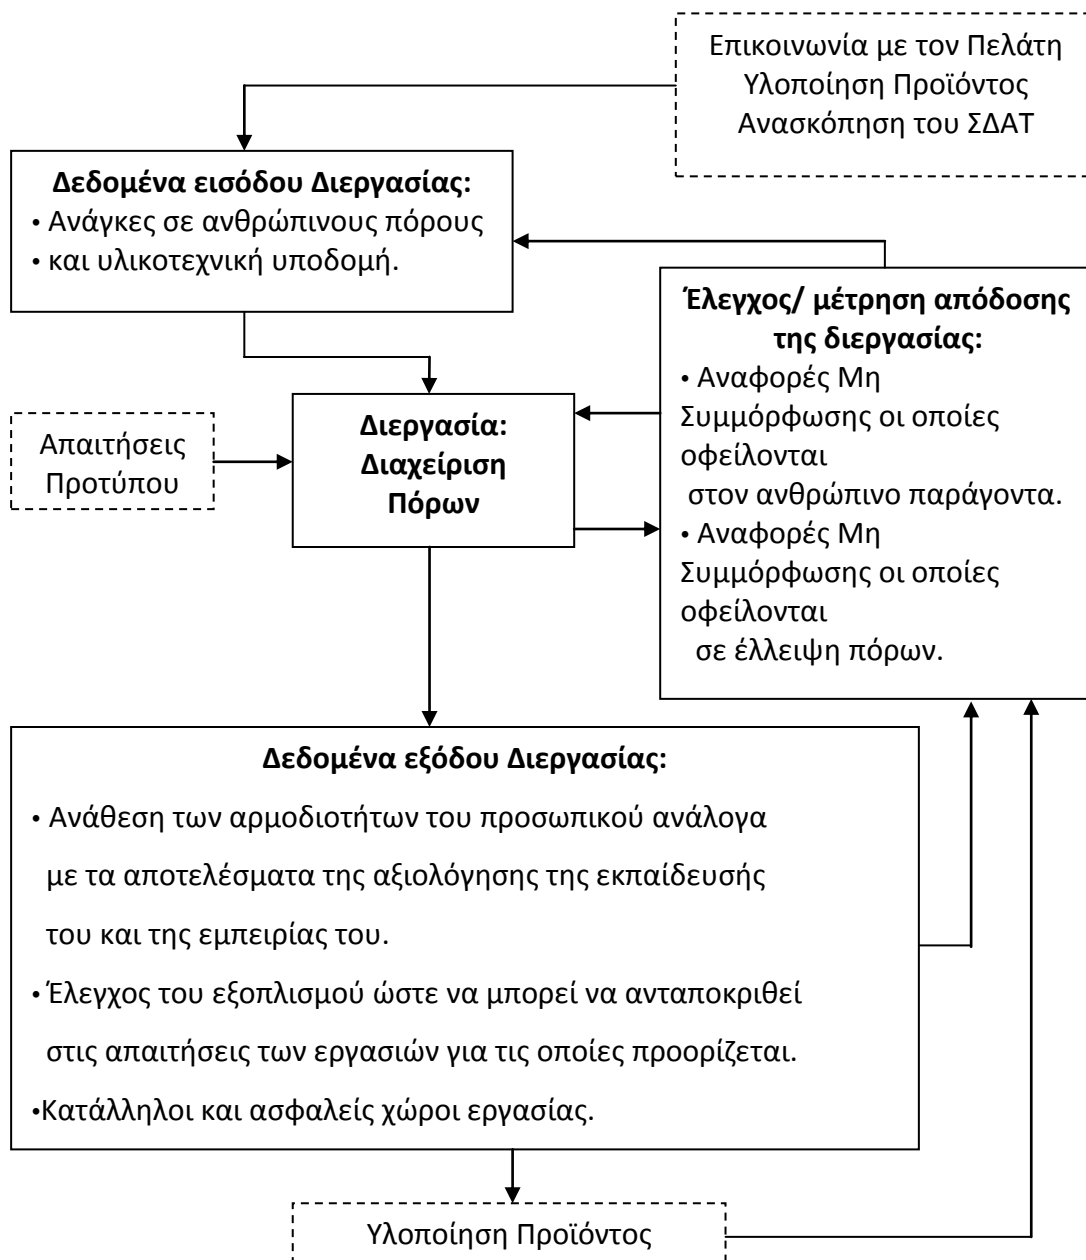 Επικοινωνία με τον Πελάτη
Υλοποίηση Προϊόντος
Ανασκόπηση του ΣΔΑΤ
Δεδομένα εισόδου Διεργασίας:
• Ανάγκες σε ανθρώπινους πόρους
• και υλικοτεχνική υποδομή.
Έλεγχος/ μέτρηση απόδοσης
της διεργασίας:
• Αναφορές Μη
Συμμόρφωσης οι οποίες
οφείλονται
στον ανθρώπινο παράγοντα.
• Αναφορές Μη
Συμμόρφωσης οι οποίες
οφείλονται
σε έλλειψη πόρων.
Απαιτήσεις
Προτύπου
Διεργασία:
Διαχείριση
Πόρων
Δεδομένα εξόδου Διεργασίας:
• Ανάθεση των αρμοδιοτήτων του προσωπικού ανάλογα
με τα αποτελέσματα της αξιολόγησης της εκπαίδευσής
του και της εμπειρίας του.
• Έλεγχος του εξοπλισμού ώστε να μπορεί να ανταποκριθεί
στις απαιτήσεις των εργασιών για τις οποίες προορίζεται.
•Κατάλληλοι και ασφαλείς χώροι εργασίας.
Υλοποίηση Προϊόντος